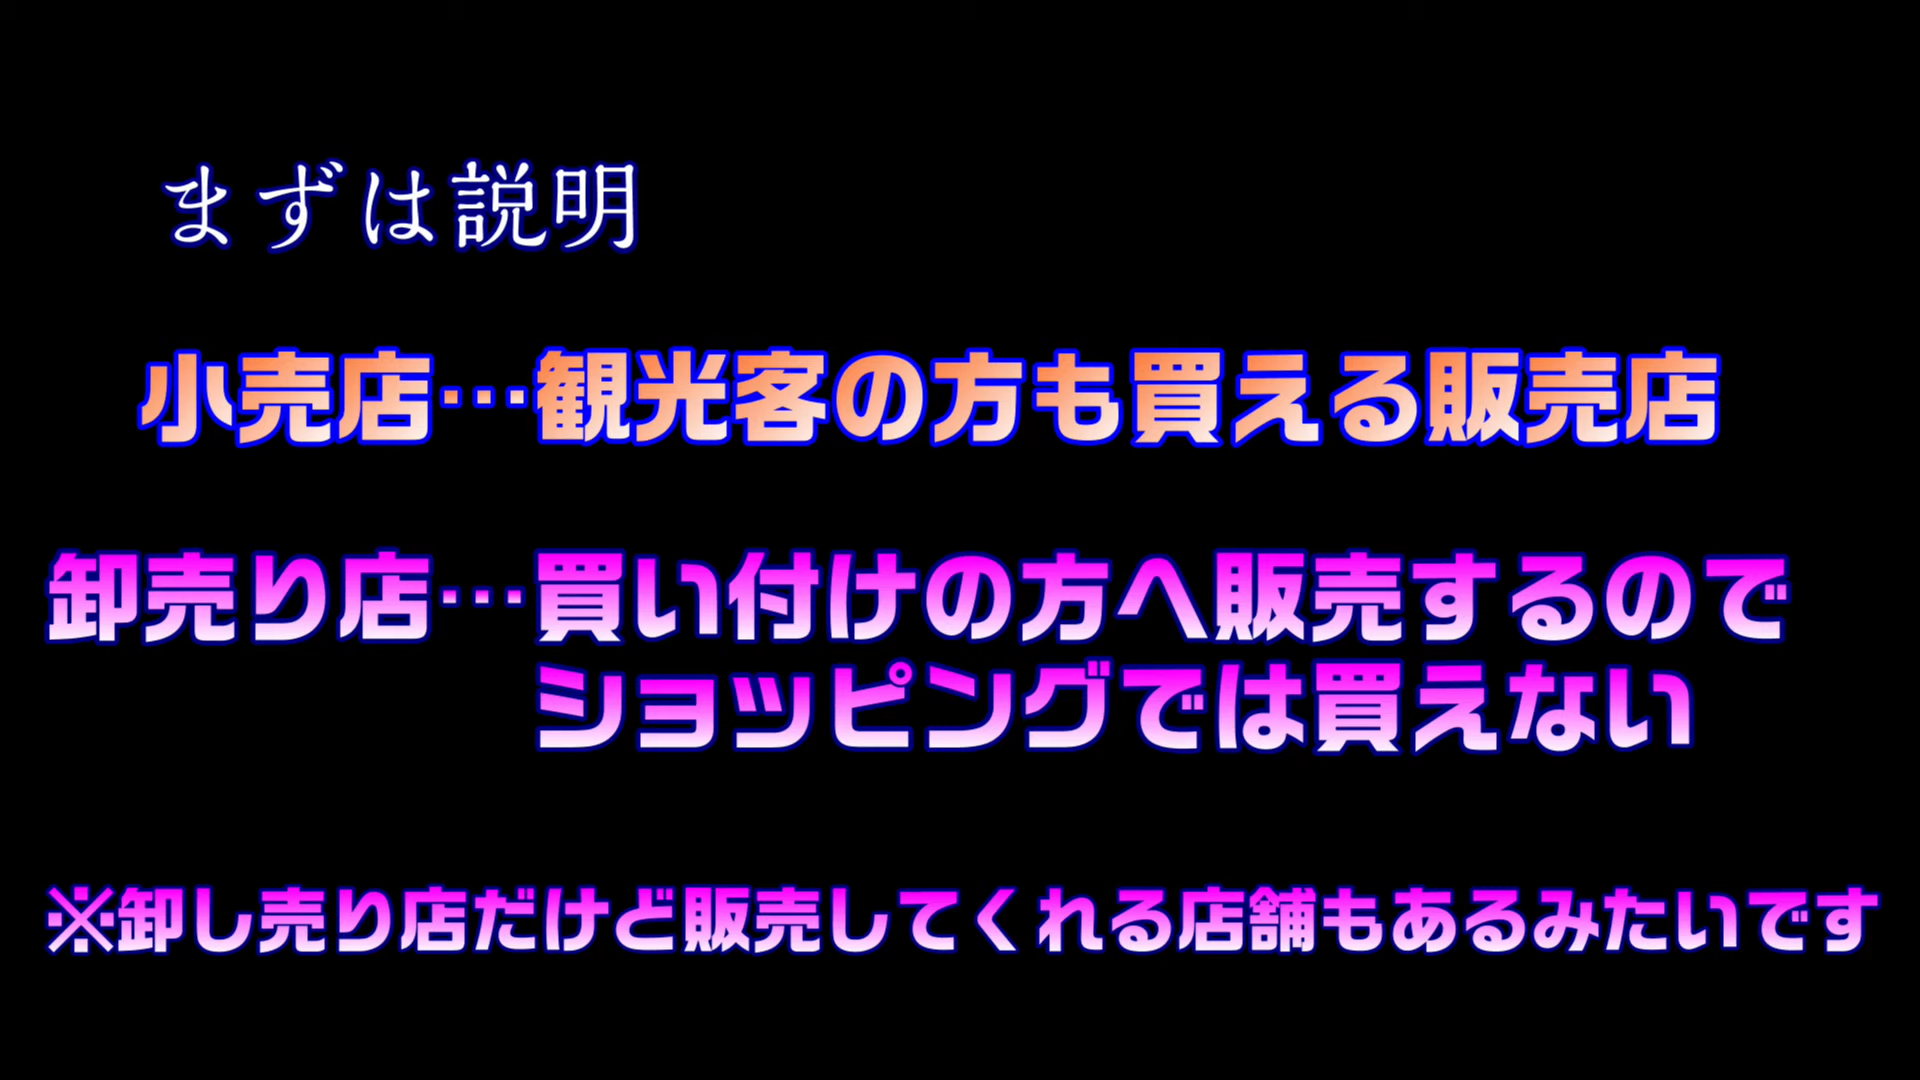 まずは説明
小売店…観光客の方も買える販売店
卸売り店…買い付けの方へ販売するので
ショッピングでは買えない
※卸し売り店だけど販売してくれる店舗もあるみたいです